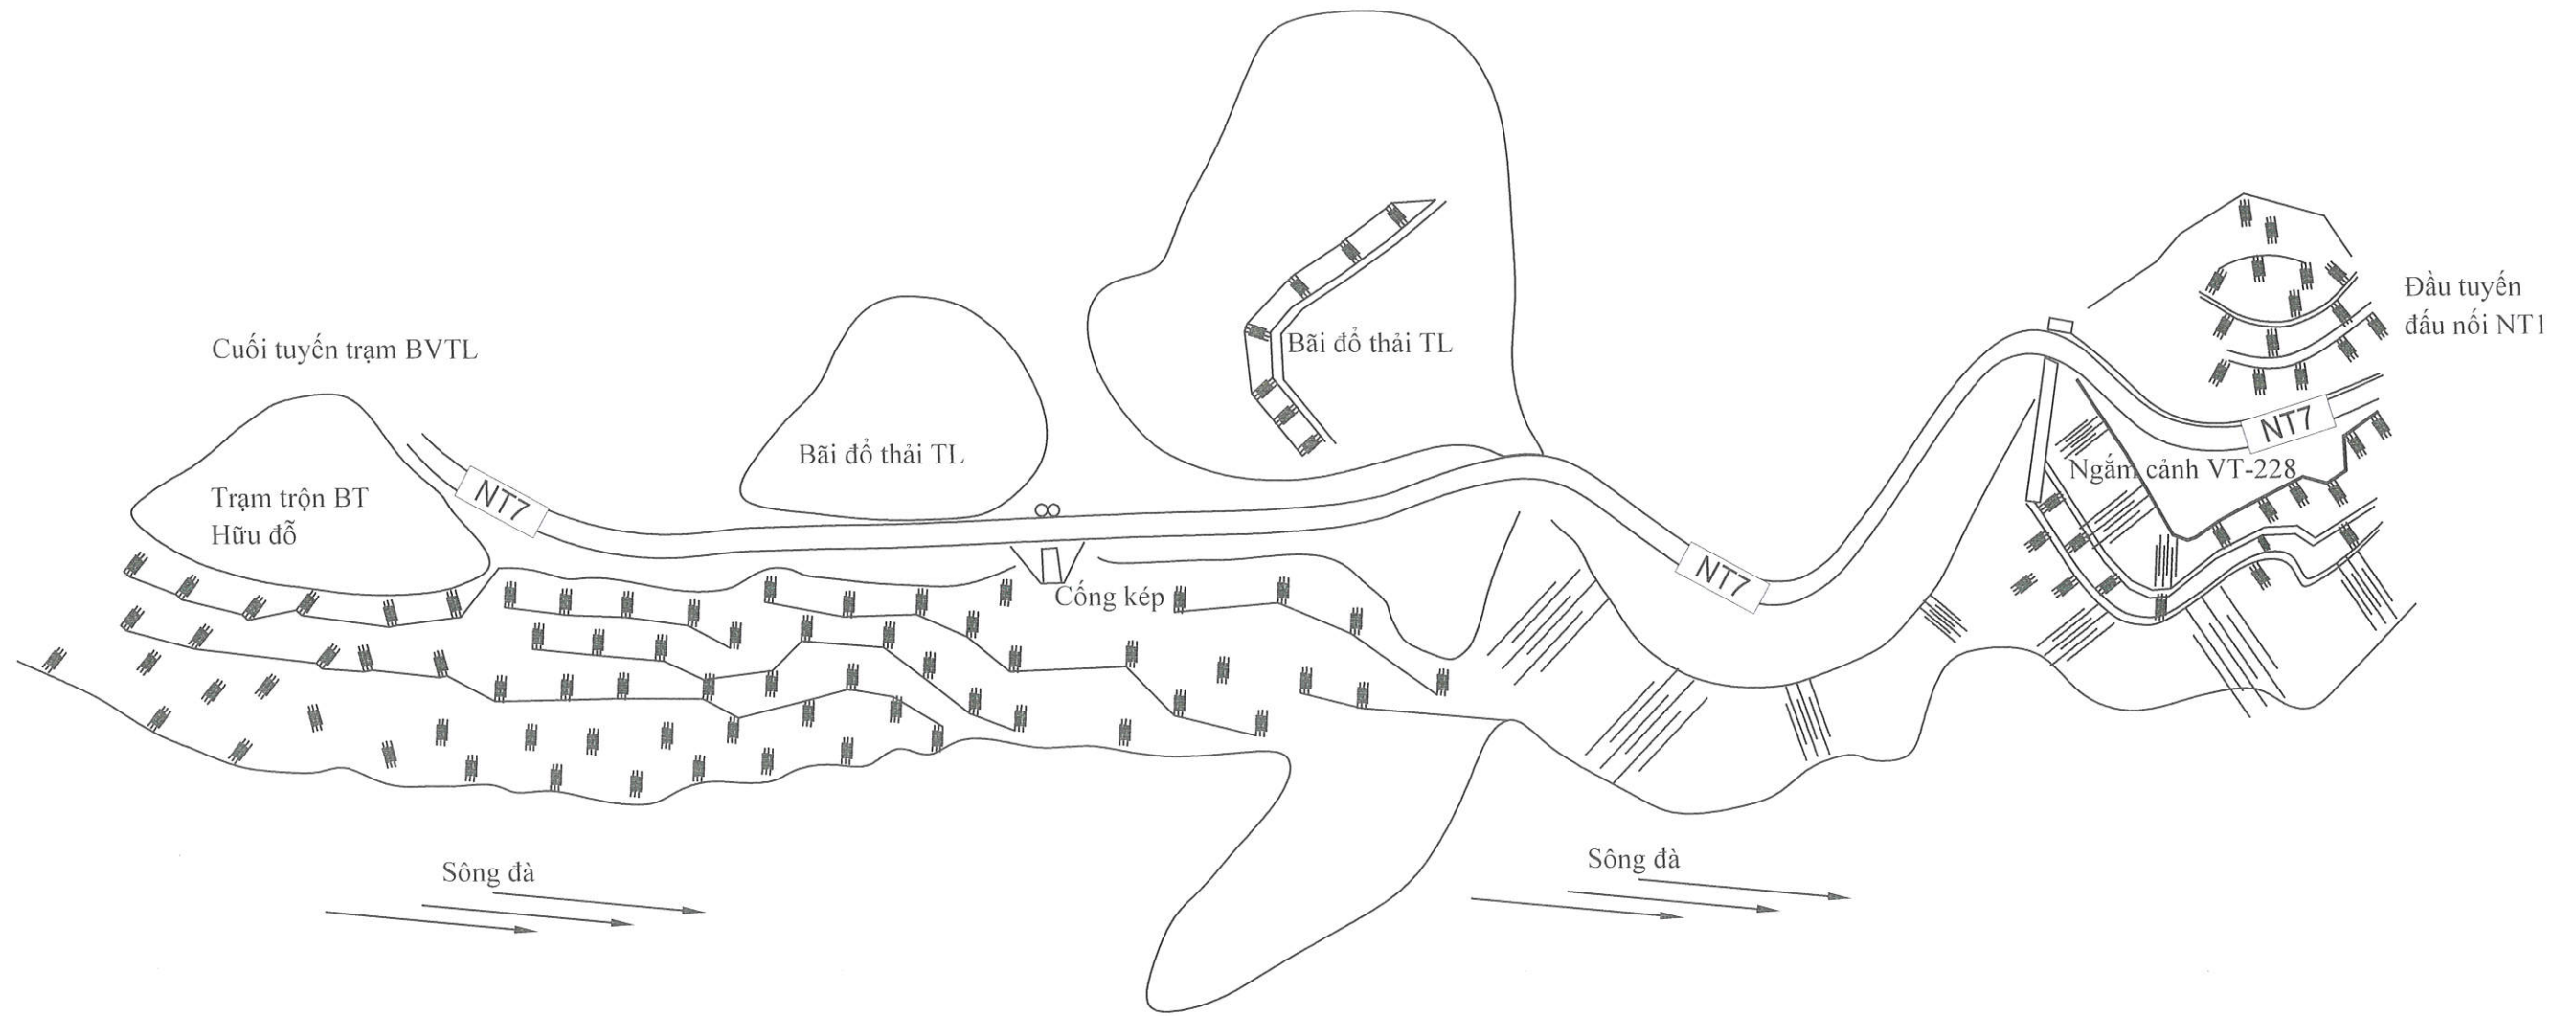 Đầu tuyến
đấu nối NT1
Bãi đổ thải TL
Cuối tuyến trạm BVTL
NT7
Ngắm cảnh VT-228
Bãi đổ thải TL
Trạm trộn BT
Hữu đỗ
NT7
NT7
Cống kép
Sông đà
Sông đà